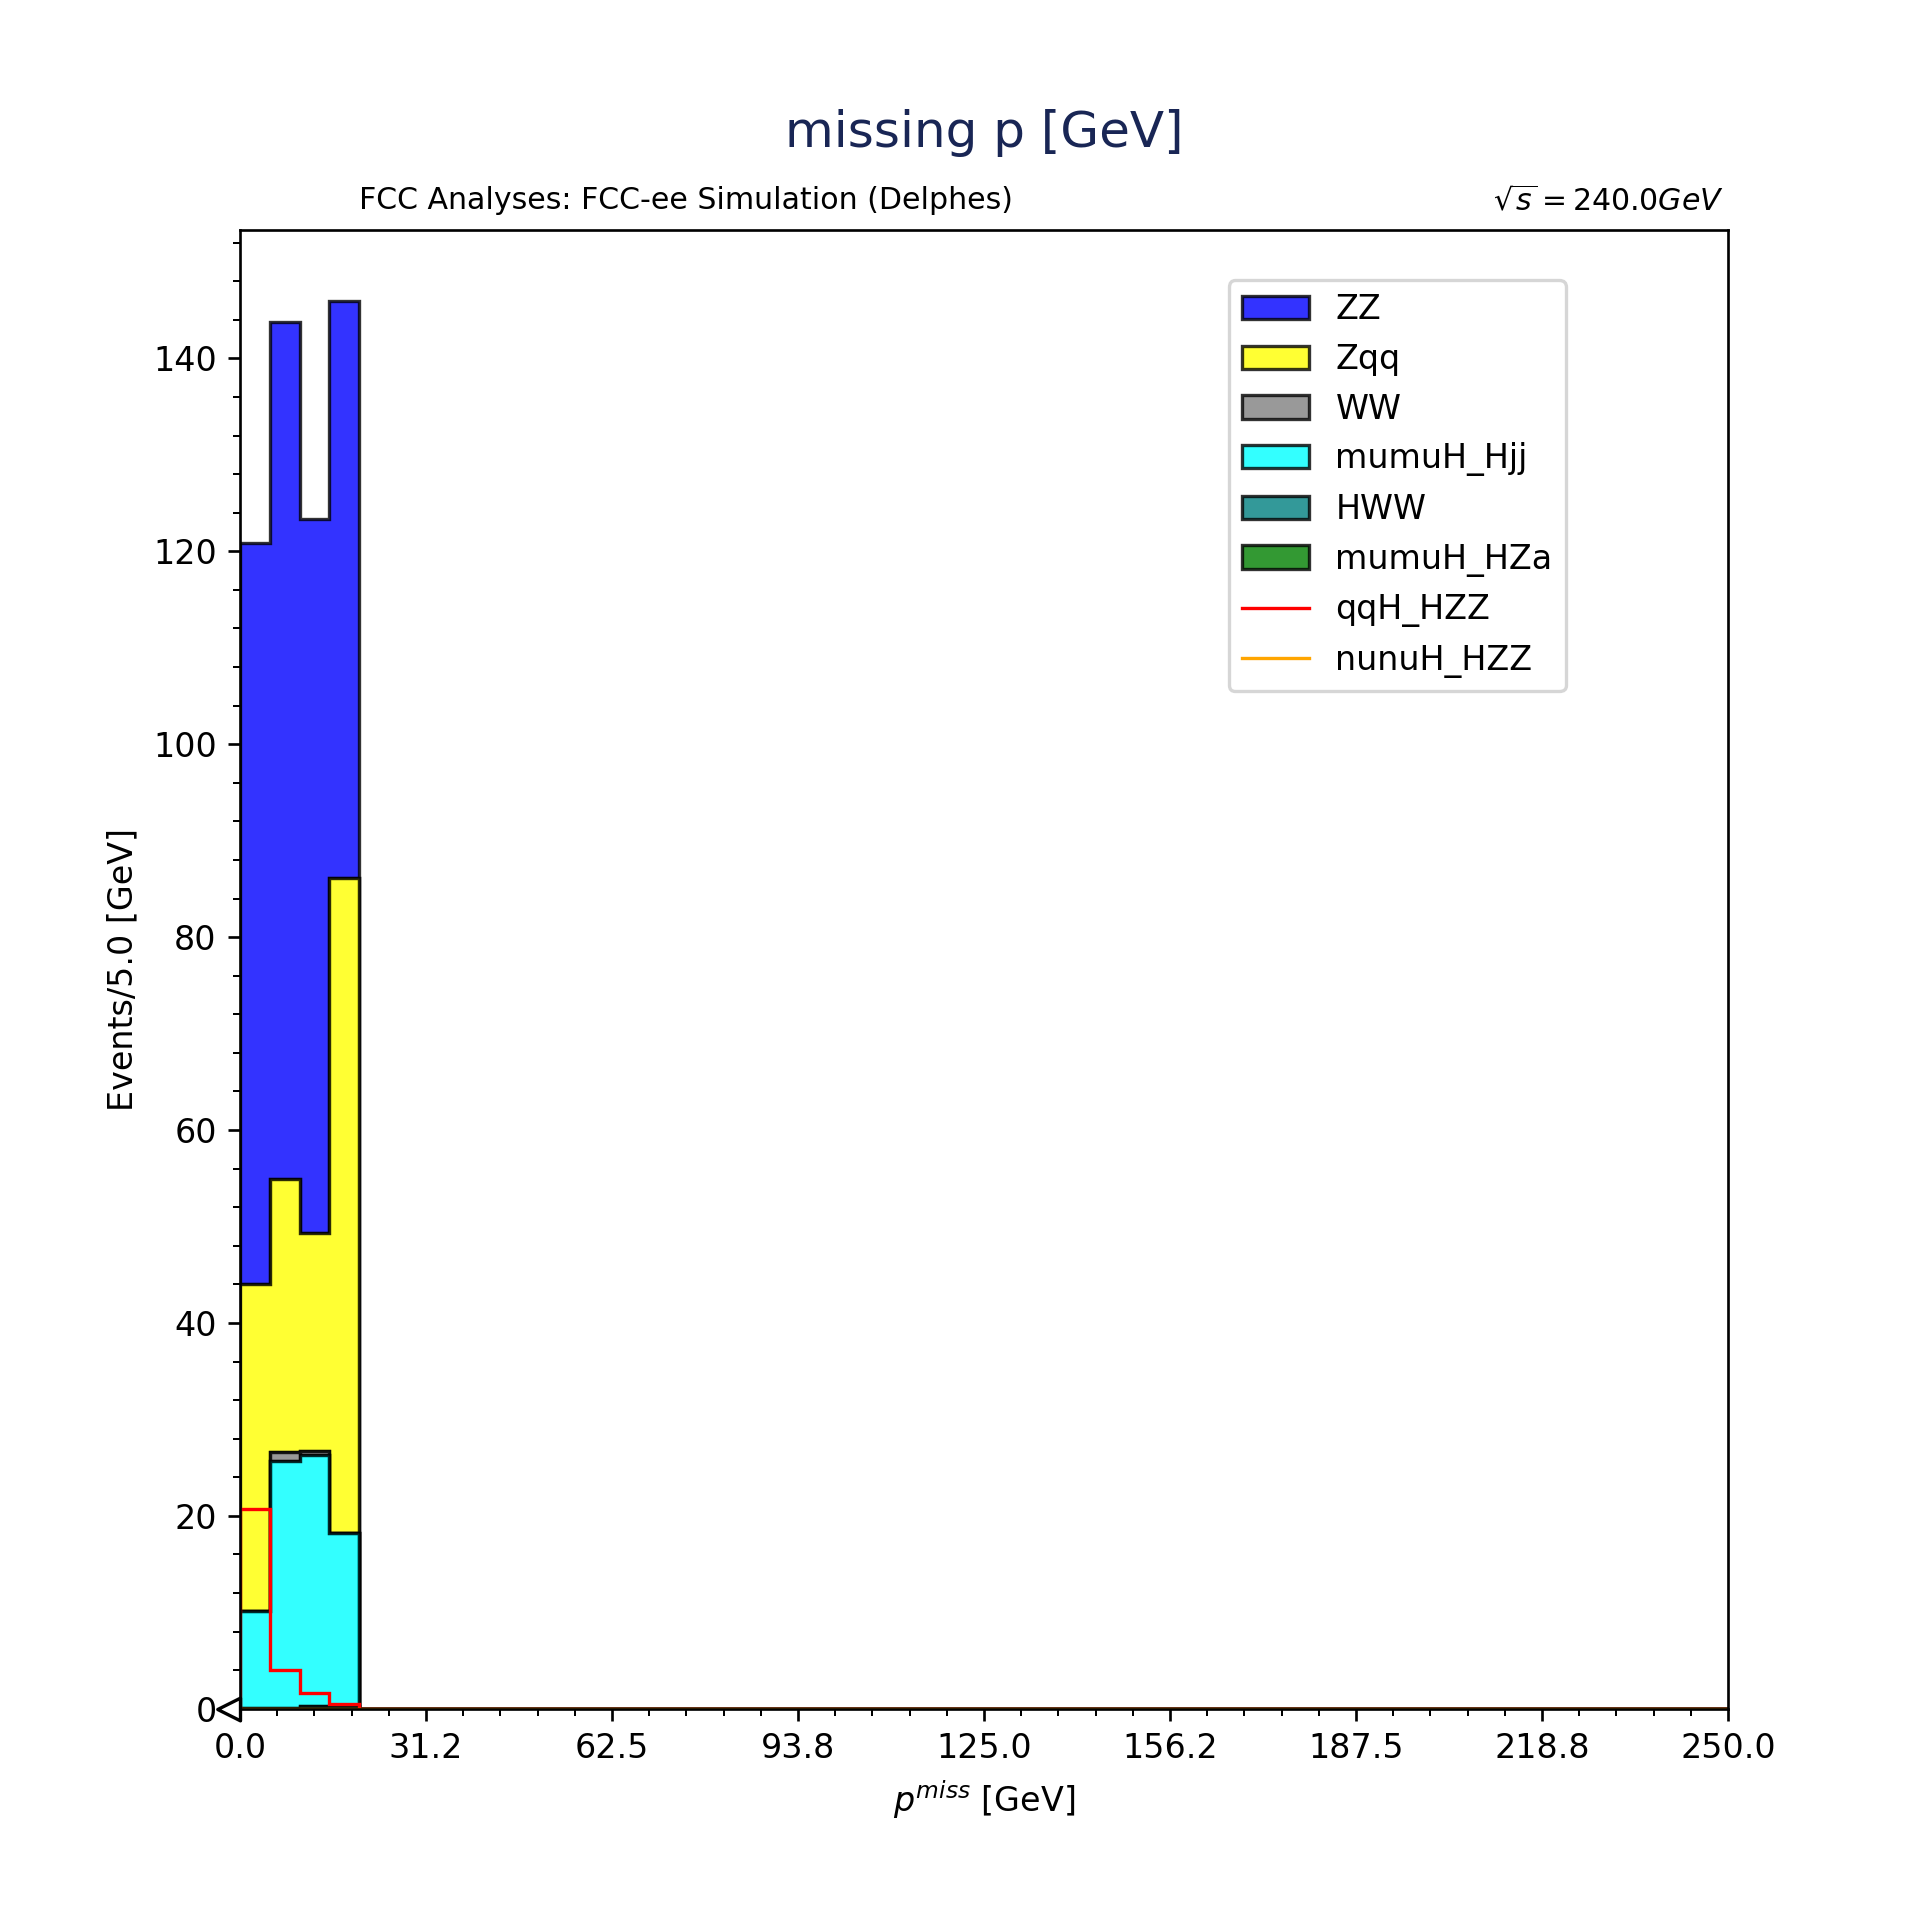 missing p [GeV]
FCC Analyses: FCC-ee Simulation (Delphes)
√s = 240.0GeV
ZZ
Zqq
WW
mumuH_Hjj
HWW
mumuH_HZa
qqH_HZZ
nunuH_HZZ
Events/5.0 [GeV]
140
120
100
80
60
40
20
0
0.0 31.2 62.5 93.8 125.0 156.2 187.5 218.8 250.0
p^miss [GeV]